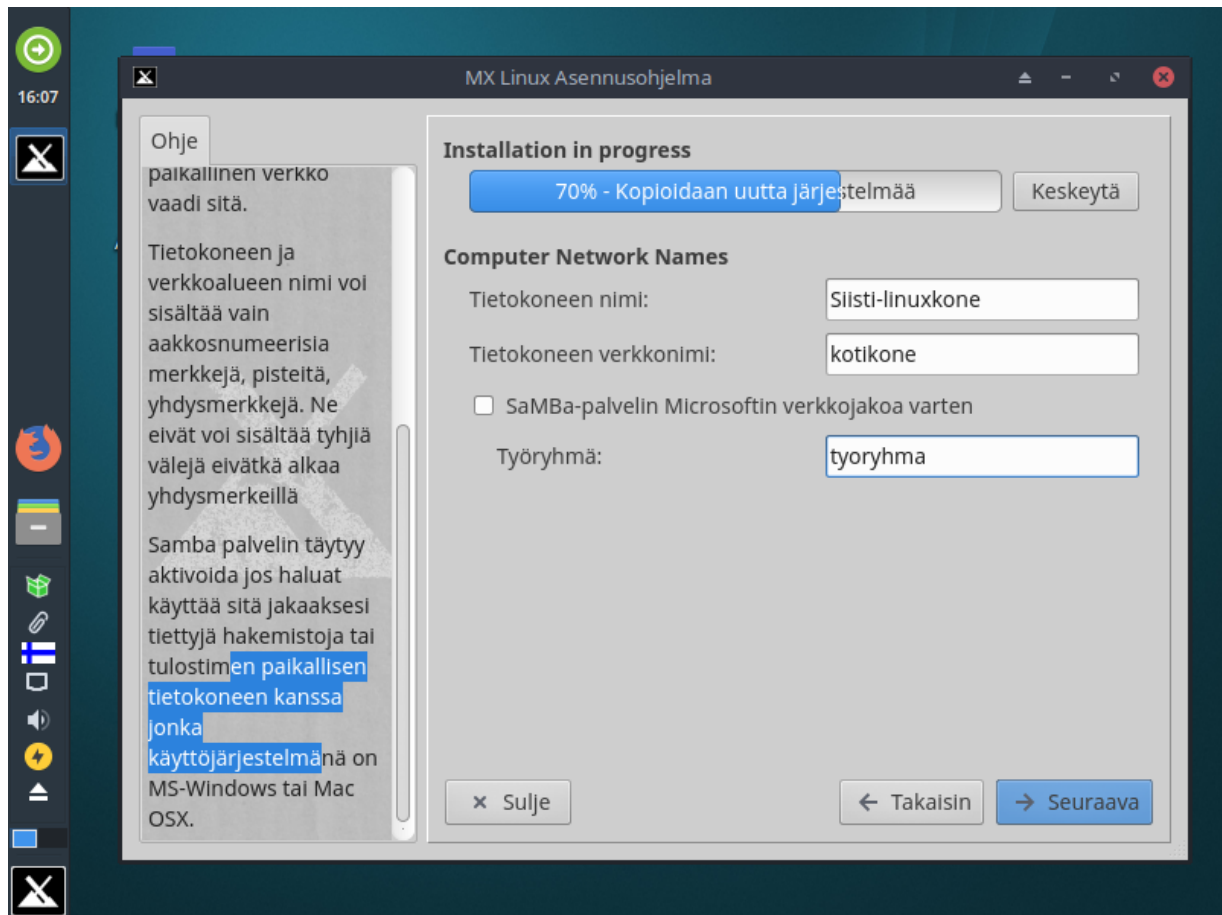 16:07
MX Linux Asennusohjelma
Ohje
paikallinen verkko
vaadi sitä.
Tietokoneen ja
verkkoalueen nimi voi
sisältää vain
aakkosnumeerisia
merkkejä, pisteitä,
yhdysmerkkejä. Ne
eivät voi sisältää tyhjiä
välejä eivätkä alkaa
yhdysmerkeillä
Samba palvelin täytyy
aktivoida jos haluat
käyttää sitä jakaaksesi
tiettyjä hakemistoja tai
tulostimen paikallisen
tietokoneen kanssa
jonka
käyttöjärjestelmänä on
MS-Windows tai Mac
OSX.
Installation in progress
70% - Kopioidaan uutta järjestelmää
Keskeytä
Computer Network Names
Tietokoneen nimi: Siisti-linuxkone
Tietokoneen verkkonimi: kotikone
SaMBa-palvelin Microsoftin verkkojakoa varten
Työryhmä: tyoryhma
Sulje
Takaisin
Seuraava